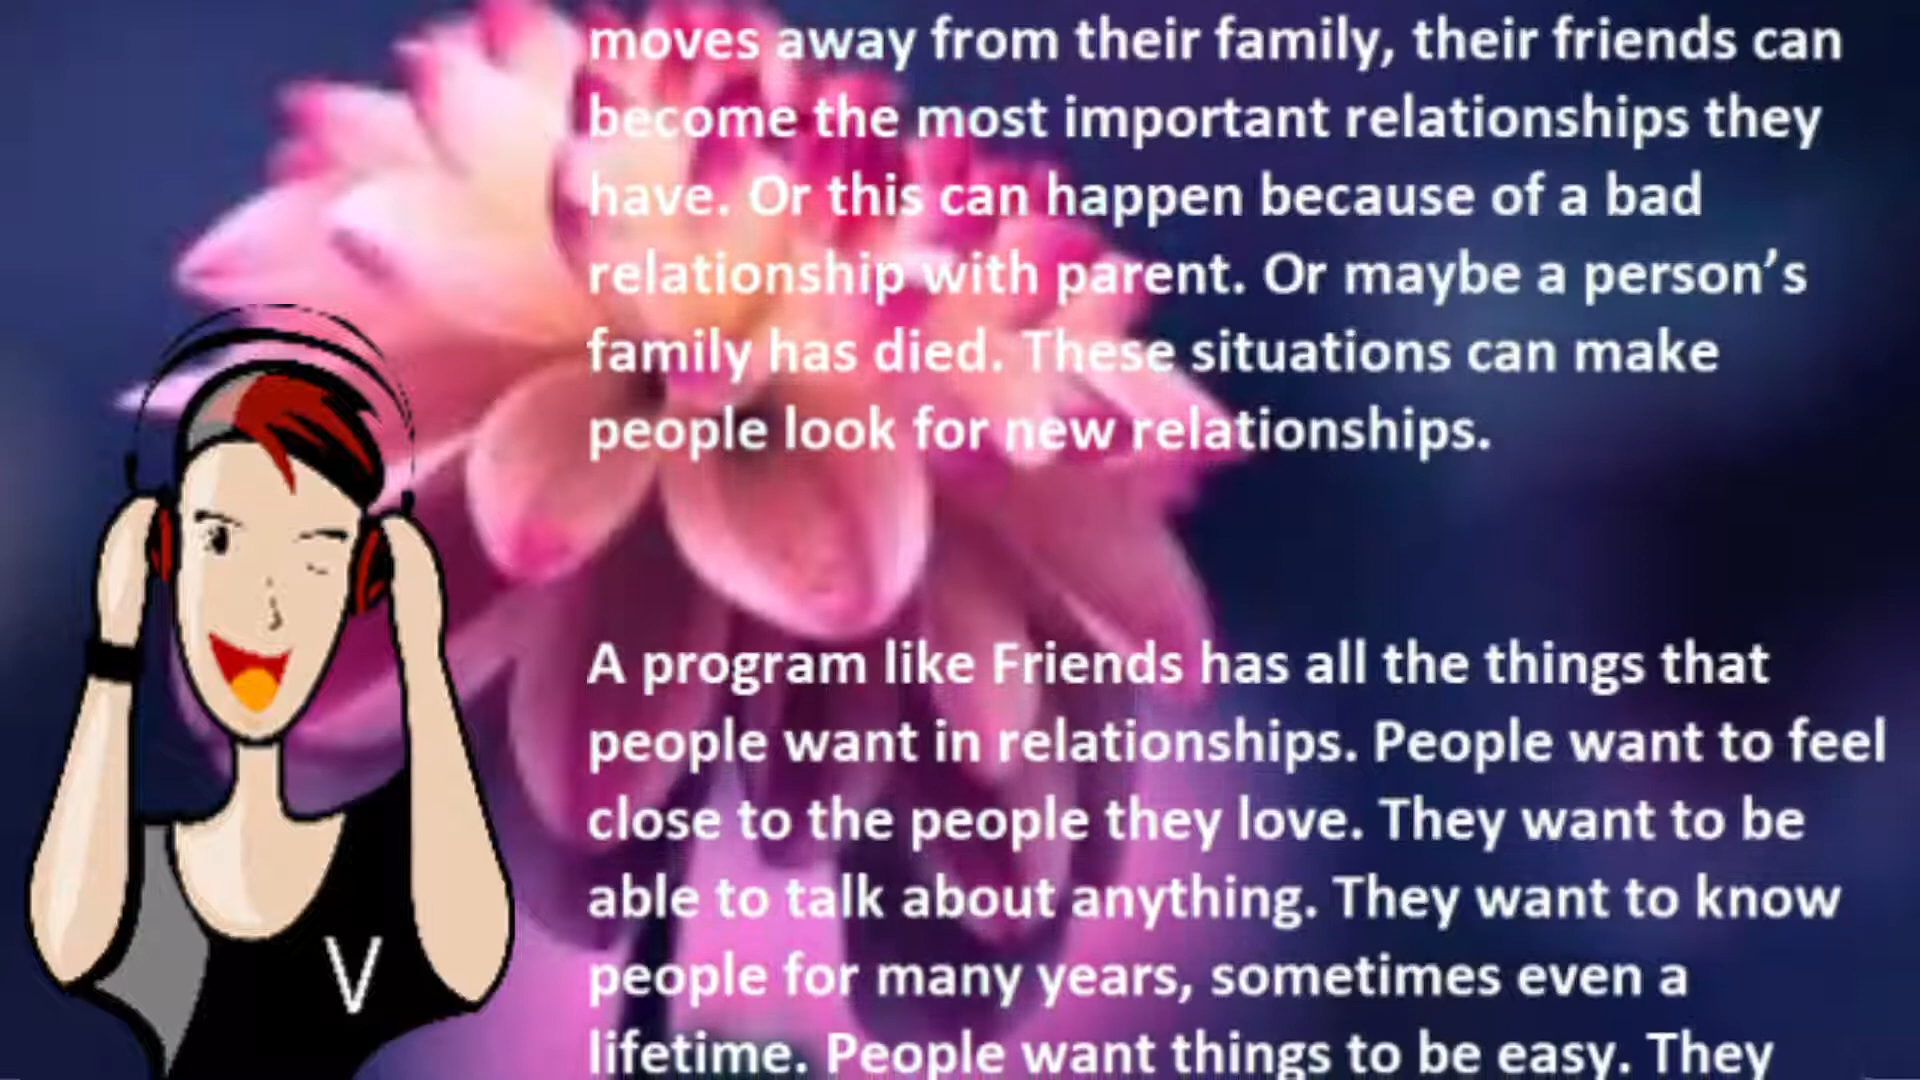 moves away from their family, their friends can
become the most important relationships they
have. Or this can happen because of a bad
relationship with parent. Or maybe a person’s
family has died. These situations can make
people look for new relationships.
A program like Friends has all the things that
people want in relationships. People want to feel
close to the people they love. They want to be
able to talk about anything. They want to know
people for many years, sometimes even a
lifetime. People want things to be easy. They
V